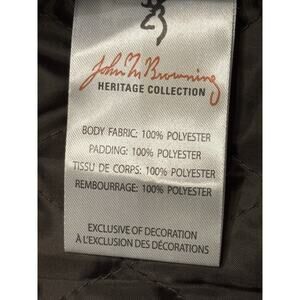 John M Browning
HERITAGE COLLECTION
BODY FABRIC: 100% POLYESTER
PADDING: 100% POLYESTER
TISSU DE CORPS: 100% POLYESTER
REMBOURRAGE: 100% POLYESTER
EXCLUSIVE OF DECORATION
À L'EXCLUSION DES DÉCORATIONS